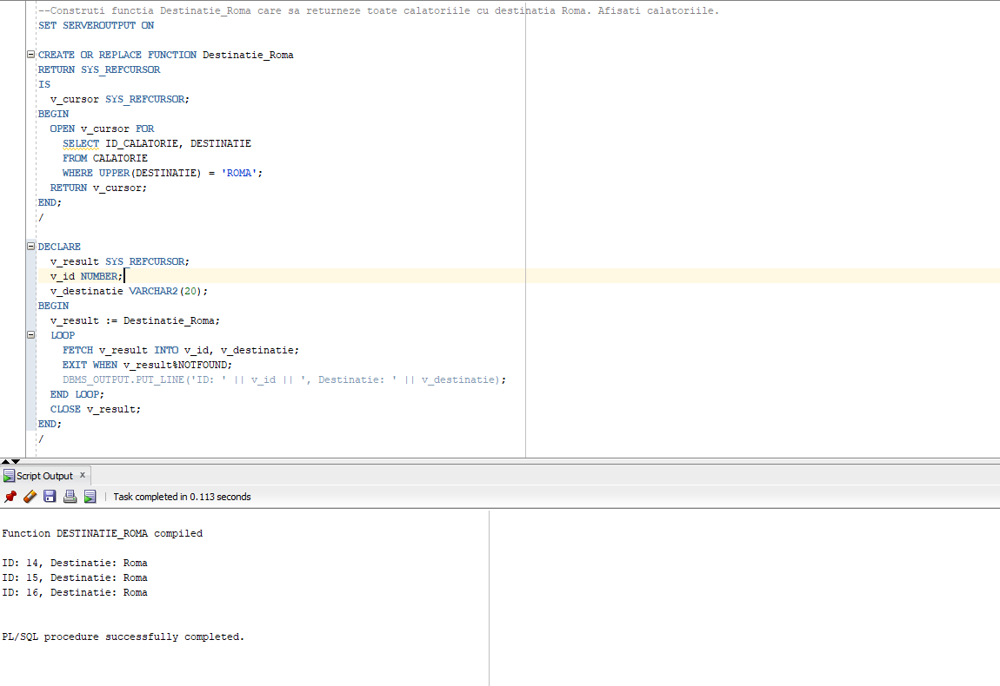 --Construti functia Destinatie_Roma care sa returneze toate calatoriile cu destinatia Roma. Afisati calatoriile.
SET SERVEROUTPUT ON
CREATE OR REPLACE FUNCTION Destinatie_Roma
RETURN SYS_REFCURSOR
IS
v_cursor SYS_REFCURSOR;
BEGIN
OPEN v_cursor FOR
SELECT ID_CALATORIE, DESTINATIE
FROM CALATORIE
WHERE UPPER(DESTINATIE) = 'ROMA';
RETURN v_cursor;
END;
/
DECLARE
v_result SYS_REFCURSOR;
v_id NUMBER;
v_destinatie VARCHAR2(20);
BEGIN
v_result := Destinatie_Roma;
LOOP
FETCH v_result INTO v_id, v_destinatie;
EXIT WHEN v_result%NOTFOUND;
DBMS_OUTPUT.PUT_LINE('ID: ' || v_id || ', Destinatie: ' || v_destinatie);
END LOOP;
CLOSE v_result;
END;
/
Script Output x
Task completed in 0.113 seconds
Function DESTINATIE_ROMA compiled
ID: 14, Destinatie: Roma
ID: 15, Destinatie: Roma
ID: 16, Destinatie: Roma
PL/SQL procedure successfully completed.